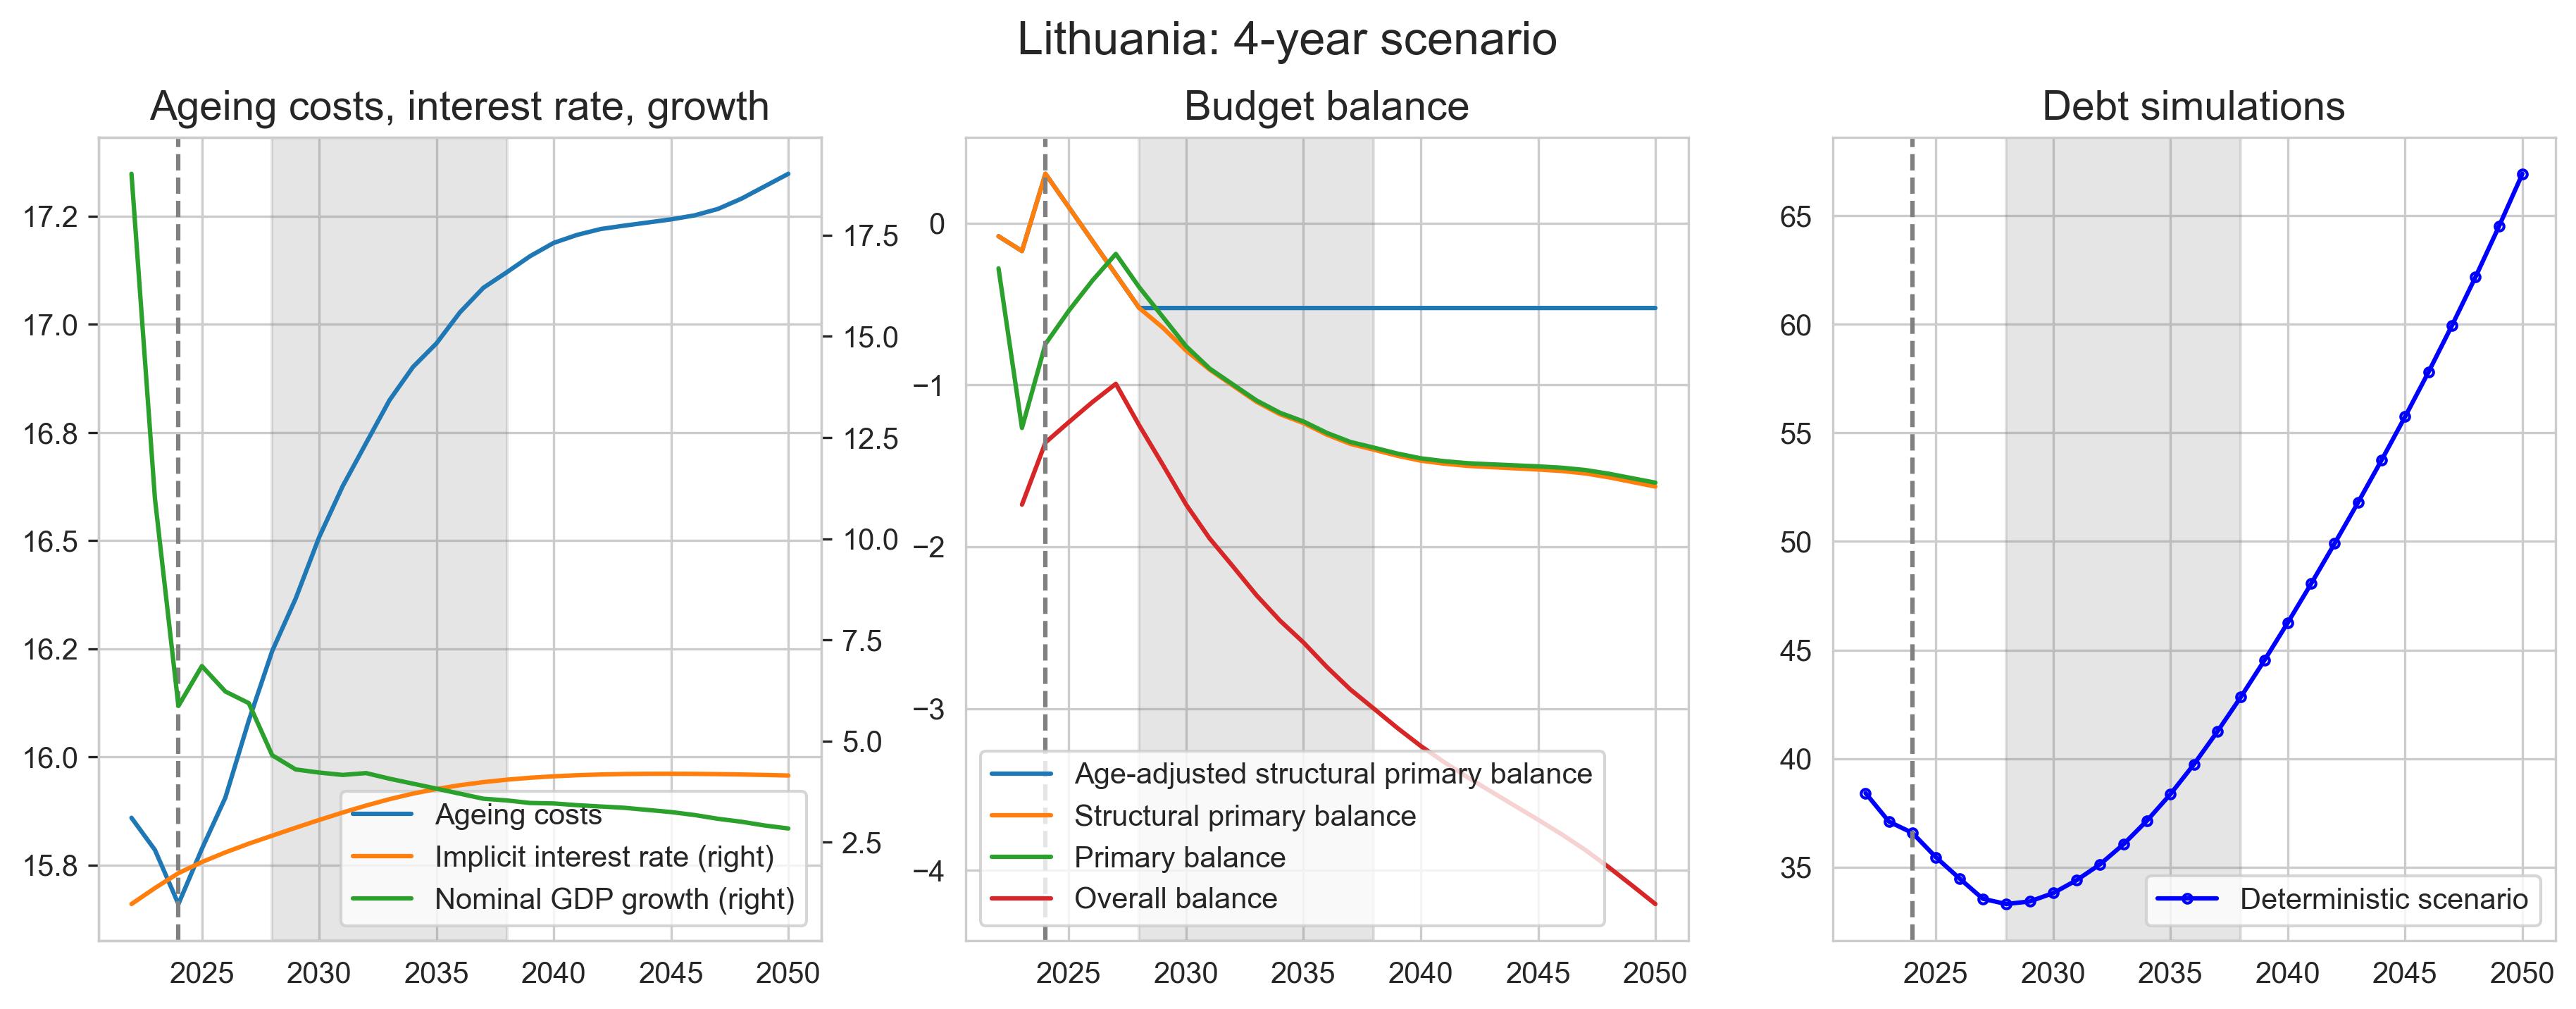 Lithuania: 4-year scenario
Ageing costs, interest rate, growth
17.2
17.0
16.8
16.5
16.2
16.0
15.8
17.5
15.0
12.5
10.0
7.5
5.0
2.5
Ageing costs
Implicit interest rate (right)
Nominal GDP growth (right)
2025 2030 2035 2040 2045 2050
Budget balance
0
−1
−2
−3
−4
Age-adjusted structural primary balance
Structural primary balance
Primary balance
Overall balance
2025 2030 2035 2040 2045 2050
Debt simulations
65
60
55
50
45
40
35
Deterministic scenario
2025 2030 2035 2040 2045 2050